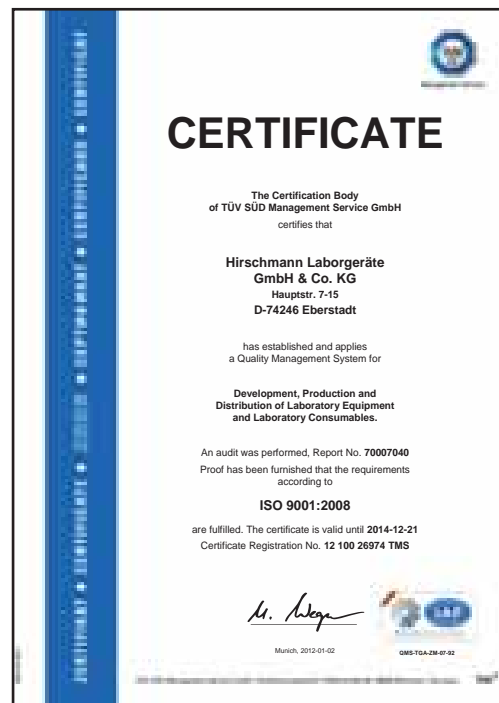 CERTIFICATE
The Certification Body
of TÜV SÜD Management Service GmbH
certifies that
Hirschmann Laborgeräte
GmbH & Co. KG
Hauptstr. 7-15
D-74246 Eberstadt
has established and applies
a Quality Management System for
Development, Production and
Distribution of Laboratory Equipment
and Laboratory Consumables.
An audit was performed, Report No. 70007040
Proof has been furnished that the requirements
according to
ISO 9001:2008
are fulfilled. The certificate is valid until 2014-12-21
Certificate Registration No. 12 100 26974 TMS
Munich, 2012-01-02
QMS-TGA-ZM-07-92